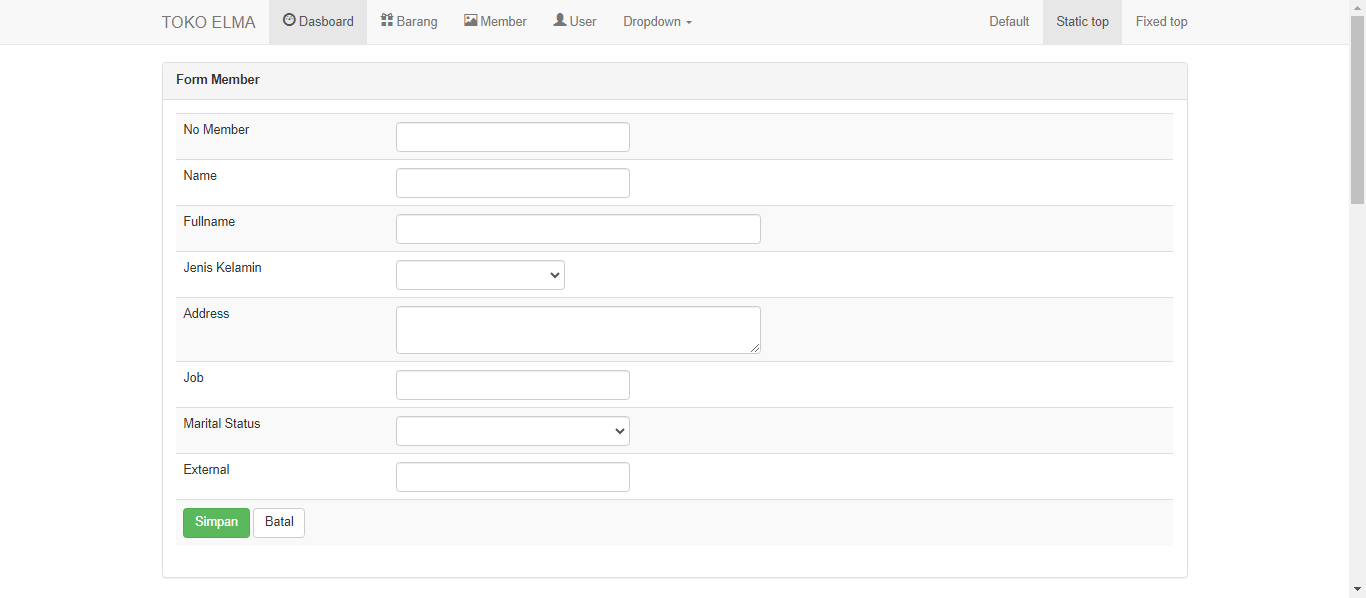 TOKO ELMA Dasboard Barang Member User Dropdown Default Static top Fixed top
Form Member
No Member
Name
Fullname
Jenis Kelamin
Address
Job
Marital Status
External
Simpan Batal